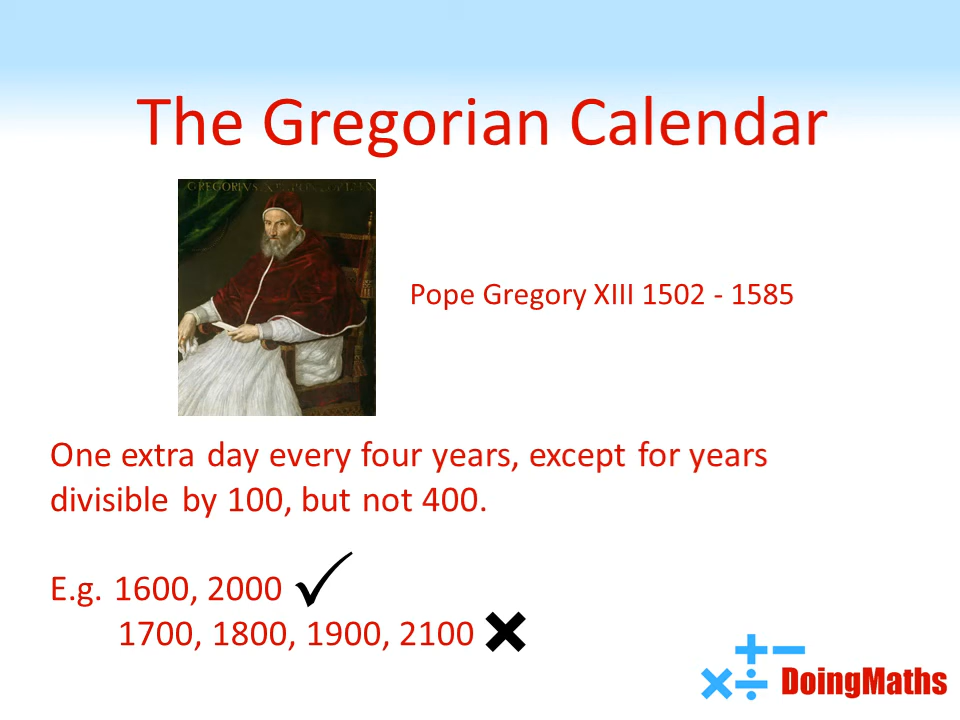 The Gregorian Calendar
Pope Gregory XIII 1502 - 1585
One extra day every four years, except for years
divisible by 100, but not 400.
E.g. 1600, 2000 ✓
1700, 1800, 1900, 2100 ✖
DoingMaths